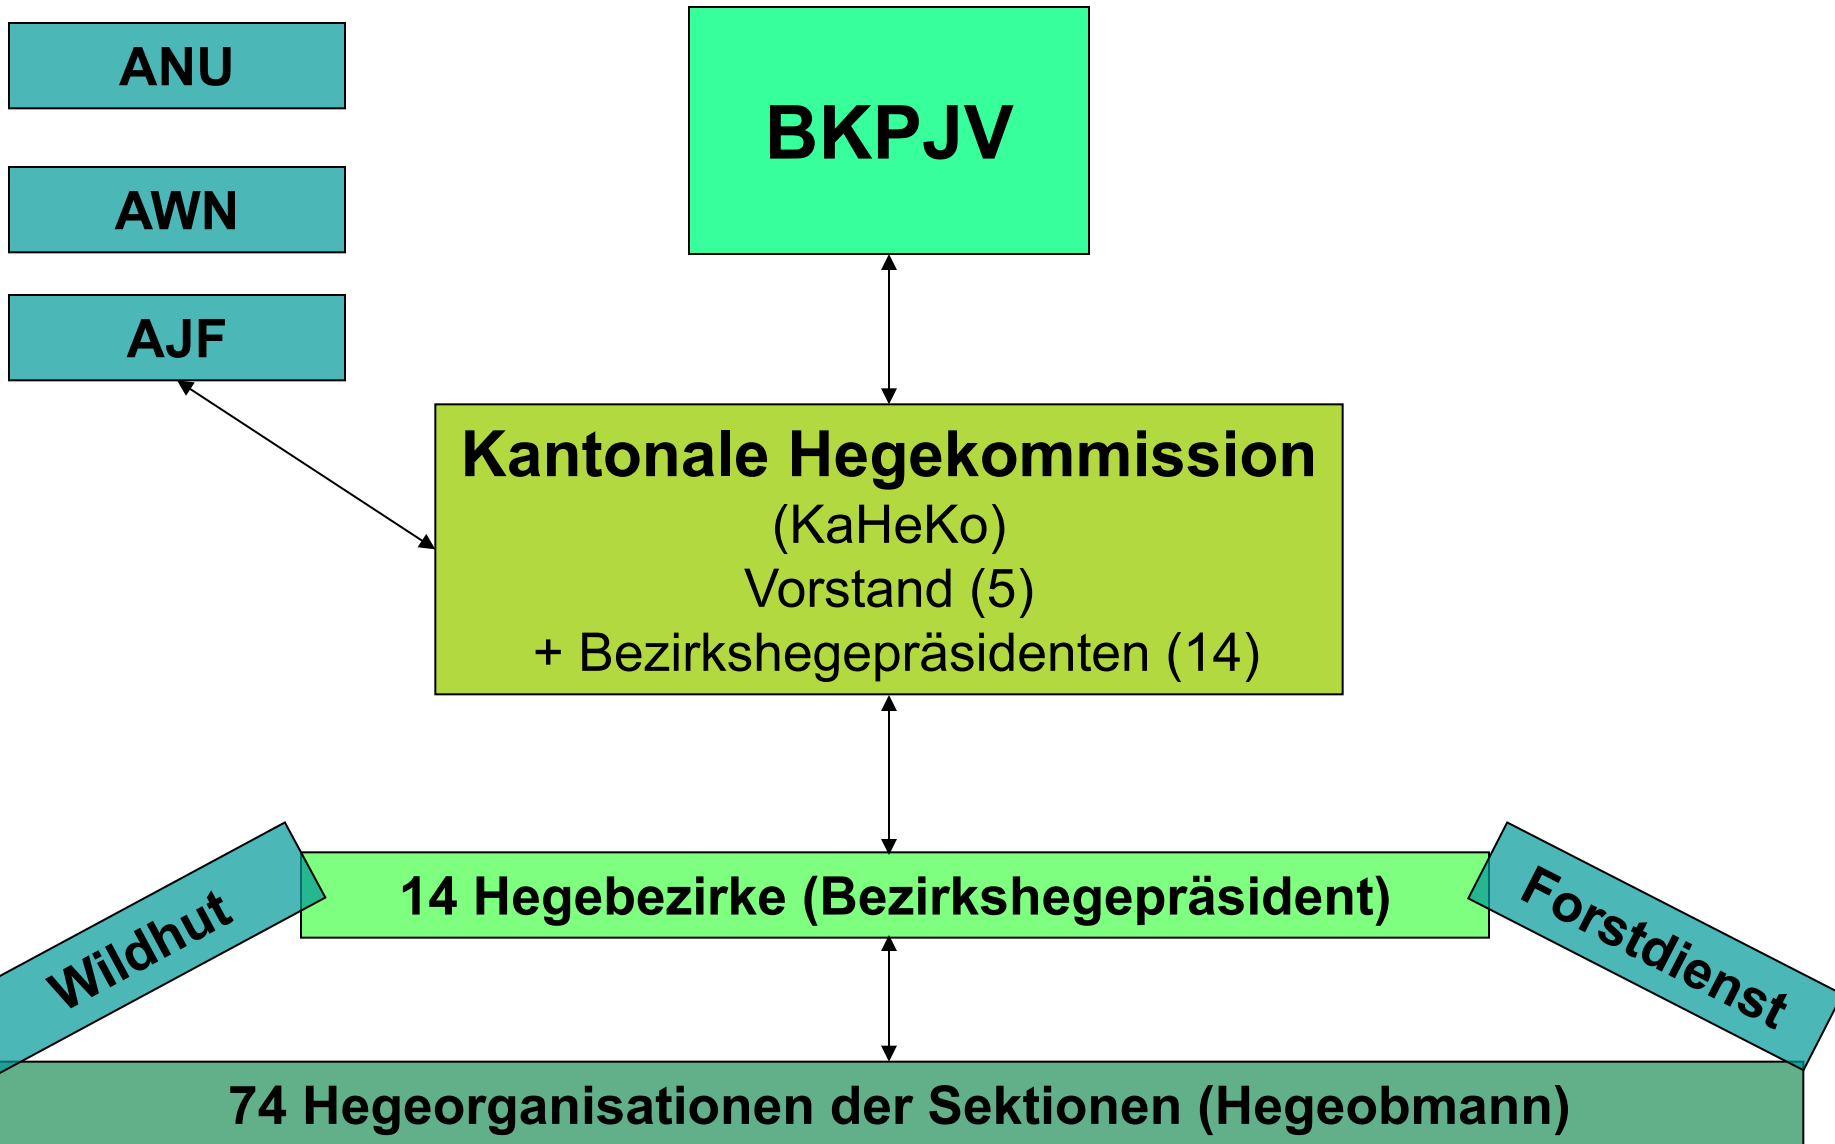 ANU
BKPJV
AWN
AJF
Kantonale Hegekommission
(KaHeKo)
Vorstand (5)
+ Bezirkshegepräsidenten (14)
14 Hegebezirke (Bezirkshegepräsident)
Wildhut
Forstdienst
74 Hegeorganisationen der Sektionen (Hegeobmann)